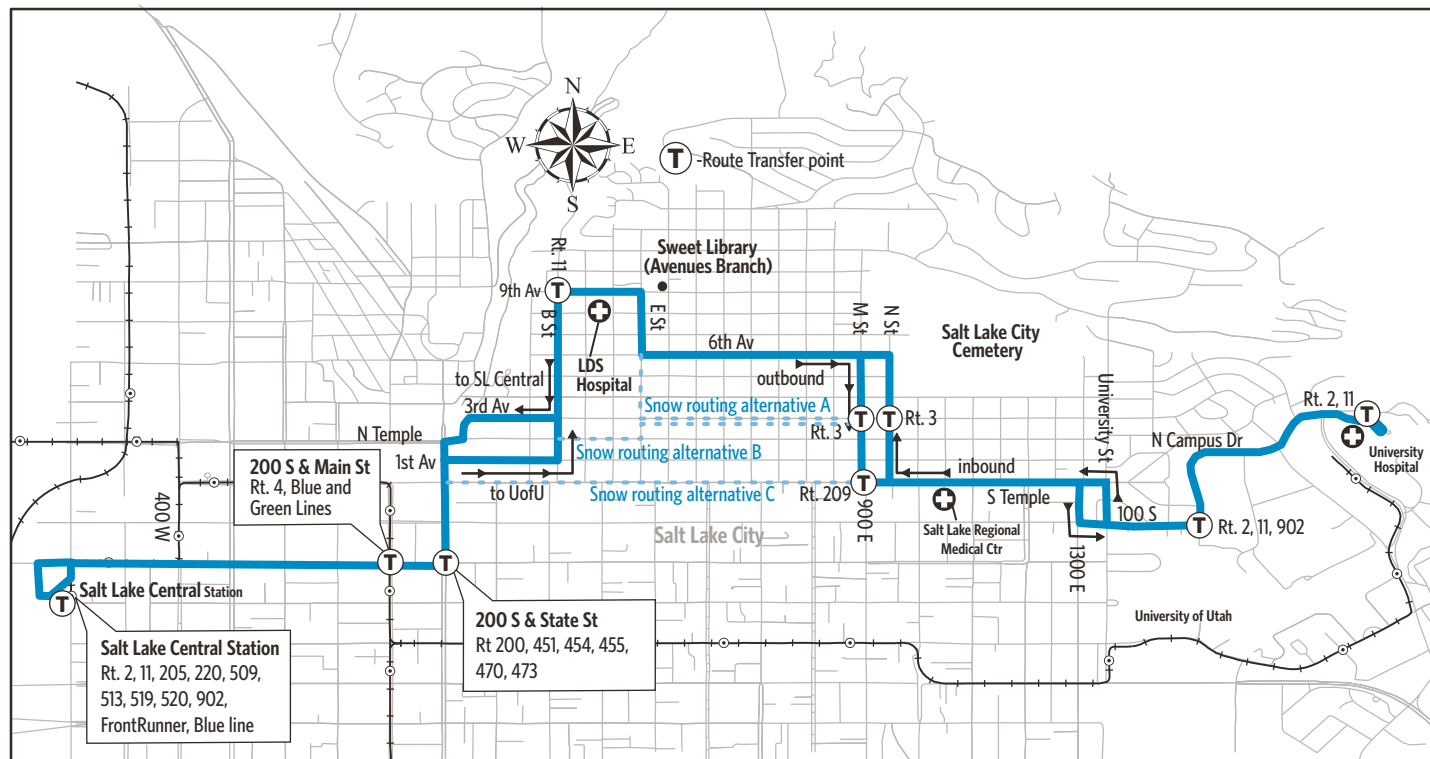 N
W
E
S
T
-Route Transfer point
Rt. 11
Sweet Library
(Avenues Branch)
9th Av
T
B St
E St
M St
N St
LDS
Hospital
6th Av
Salt Lake City
Cemetery
to SL Central
outbound
3rd Av
Snow routing alternative A
T
Rt. 3
T
Rt. 3
University St
Rt. 2, 11
T
N Temple
N Campus Dr
University
Hospital
1st Av
Snow routing alternative B
inbound
to UofU
Snow routing alternative C
Rt. 209
T
S Temple
200 S & Main St
Rt. 4, Blue and
Green Lines
400 W
900 E
Salt Lake Regional
Medical Ctr
100 S
T
Rt. 2, 11, 902
Salt Lake City
1300 E
T
T
Salt Lake Central Station
T
University of Utah
200 S & State St
Rt 200, 451, 454, 455,
470, 473
Salt Lake Central Station
Rt. 2, 11, 205, 220, 509,
513, 519, 520, 902,
FrontRunner, Blue line